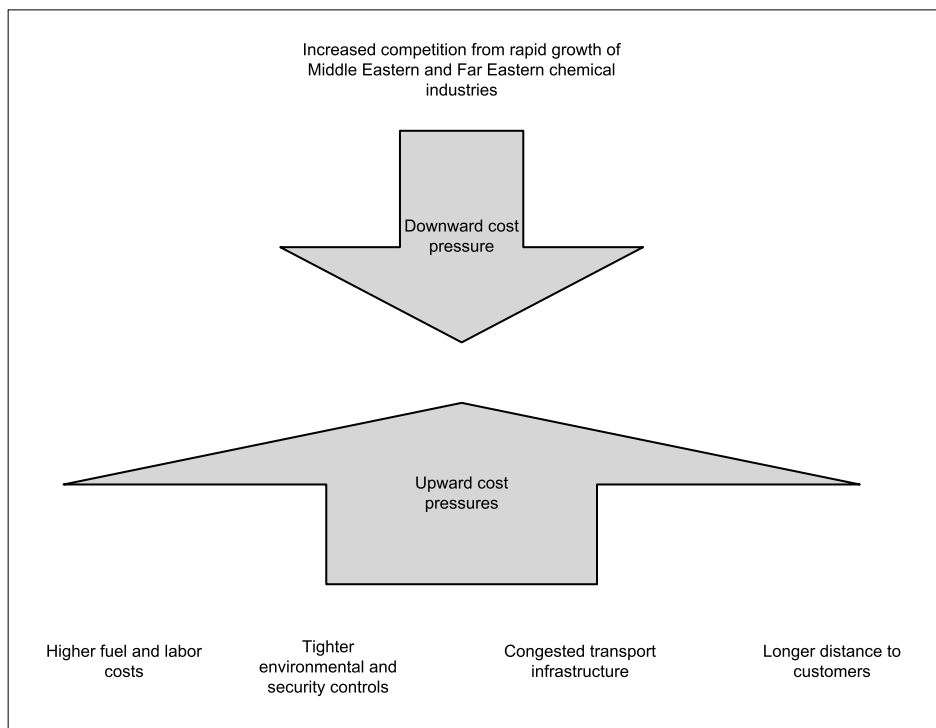 Increased competition from rapid growth of
Middle Eastern and Far Eastern chemical
industries
Downward cost
pressure
Upward cost
pressures
Higher fuel and labor
costs
Tighter
environmental and
security controls
Congested transport
infrastructure
Longer distance to
customers